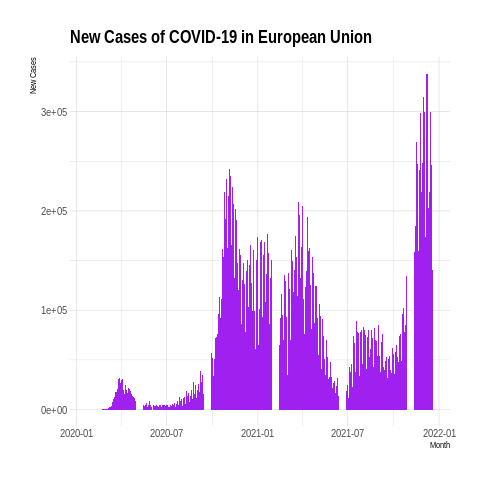 New Cases of COVID-19 in European Union
New Cases
3e+05
2e+05
1e+05
0e+00
2020-01
2020-07
2021-01
2021-07
2022-01
Month